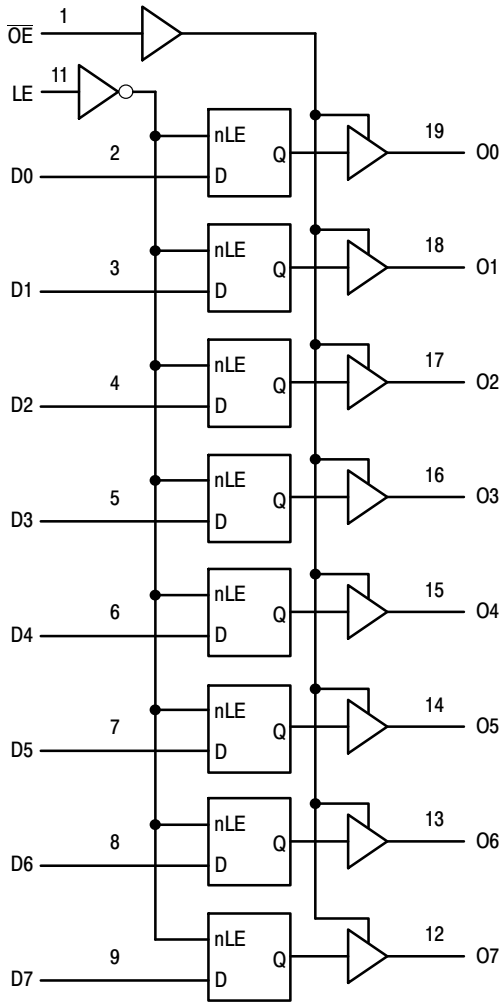 O̅E̅ 1
LE 11
nLE Q 19 O0
D0 2 D
nLE Q 18 O1
D1 3 D
nLE Q 17 O2
D2 4 D
nLE Q 16 O3
D3 5 D
nLE Q 15 O4
D4 6 D
nLE Q 14 O5
D5 7 D
nLE Q 13 O6
D6 8 D
nLE Q 12 O7
D7 9 D